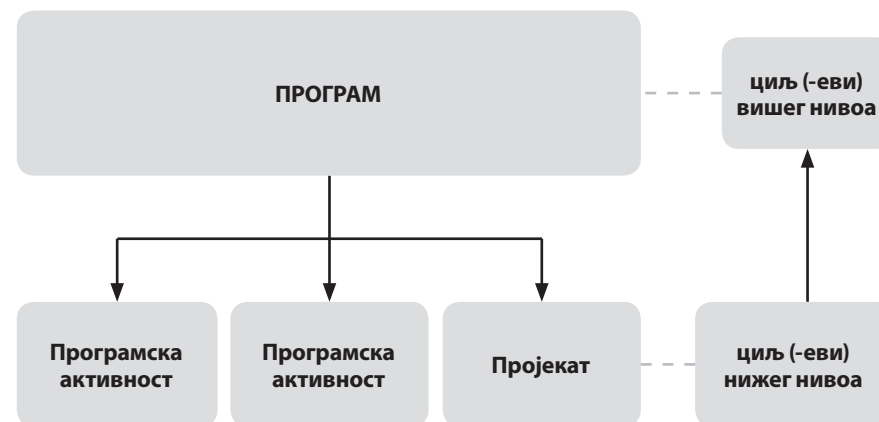 ПРОГРАМ
циљ (-еви)
вишег нивоа
Програмска
активност
Програмска
активност
Пројекат
циљ (-еви)
нижег нивоа